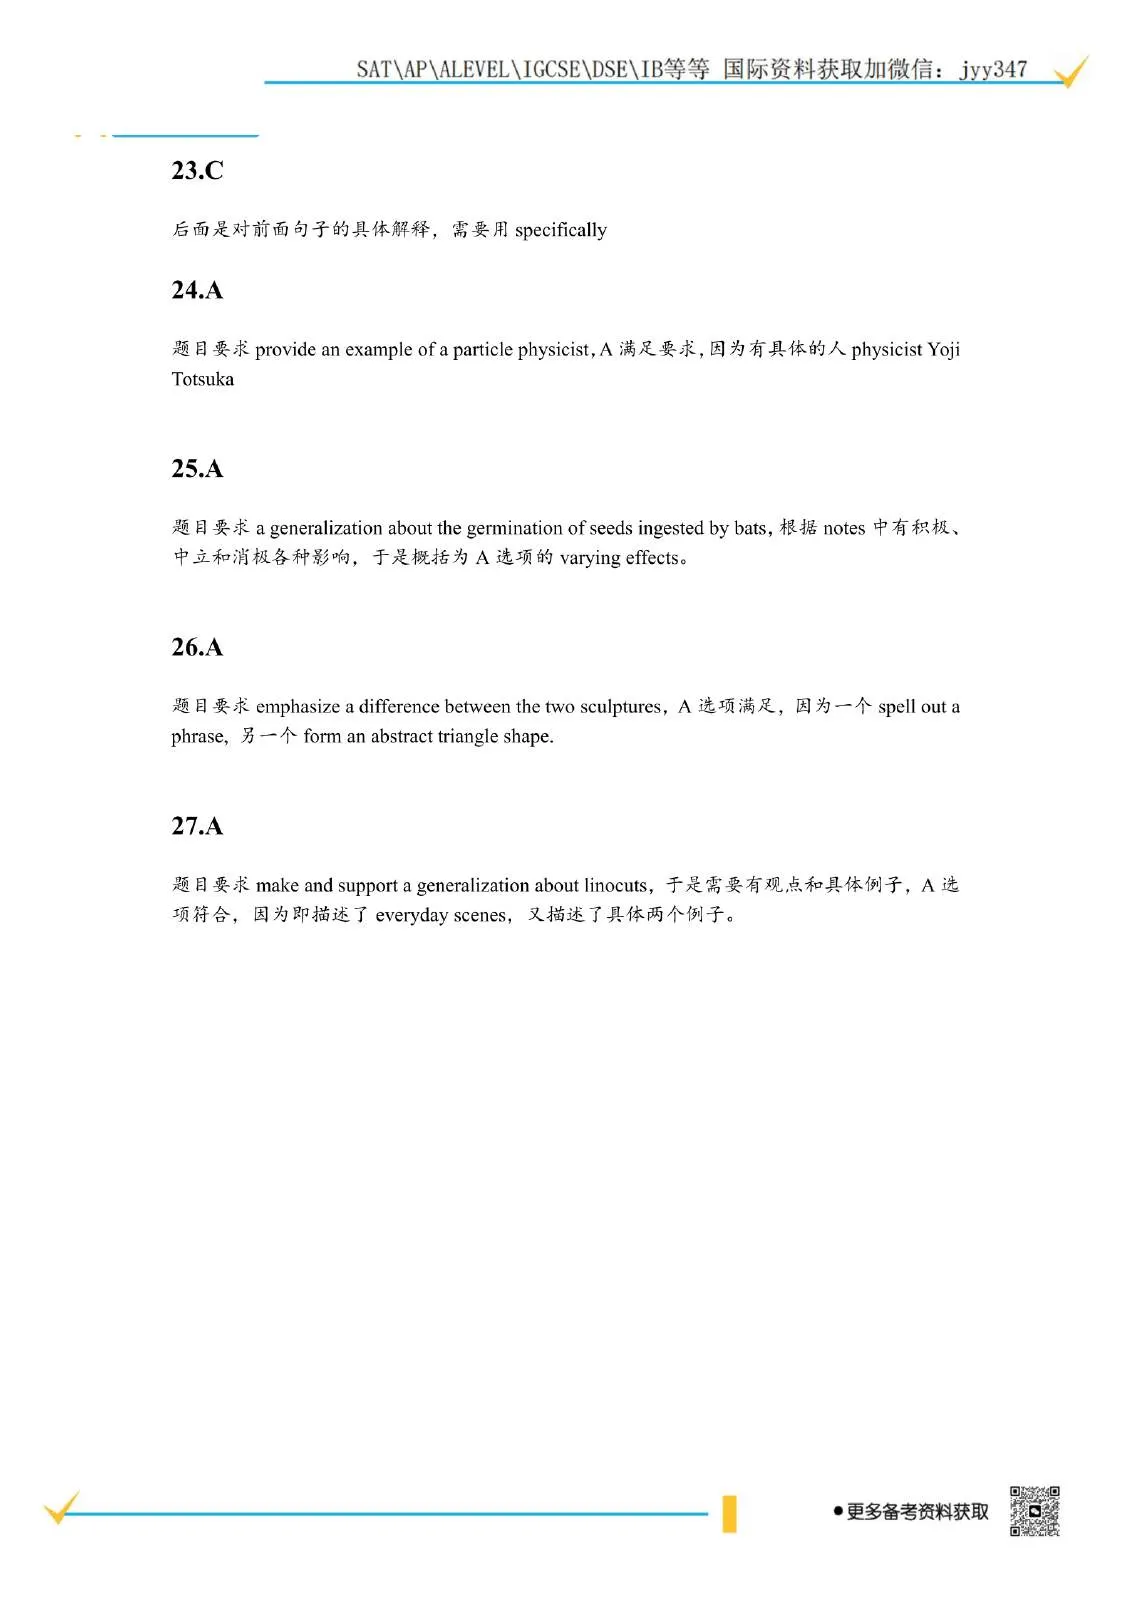 SAT\AP\ALEVEL\IGCSE\DSE\IB等等 国际资料获取加微信：jyy347
23.C
后面是对前面句子的具体解释，需要用 specifically
24.A
题目要求 provide an example of a particle physicist, A 满足要求,因为有具体的人 physicist Yoji
Totsuka
25.A
题目要求 a generalization about the germination of seeds ingested by bats, 根据 notes 中有积极、
中立和消极各种影响，于是概括为 A 选项的 varying effects。
26.A
题目要求 emphasize a difference between the two sculptures，A 选项满足，因为一个 spell out a
phrase, 另一个 form an abstract triangle shape.
27.A
题目要求 make and support a generalization about linocuts，于是需要有观点和具体例子，A 选
项符合，因为即描述了 everyday scenes，又描述了具体两个例子。
●更多备考资料获取